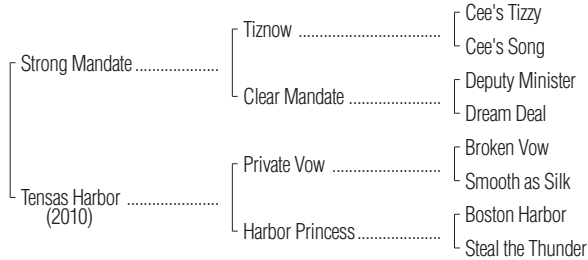 Cee's Tizzy
Tiznow ..........................................
Cee's Song
Strong Mandate ........................
Deputy Minister
Clear Mandate ...........................
Dream Deal
Broken Vow
Private Vow ................................
Smooth as Silk
Tensas Harbor ..........................
(2010)
Boston Harbor
Harbor Princess........................
Steal the Thunder